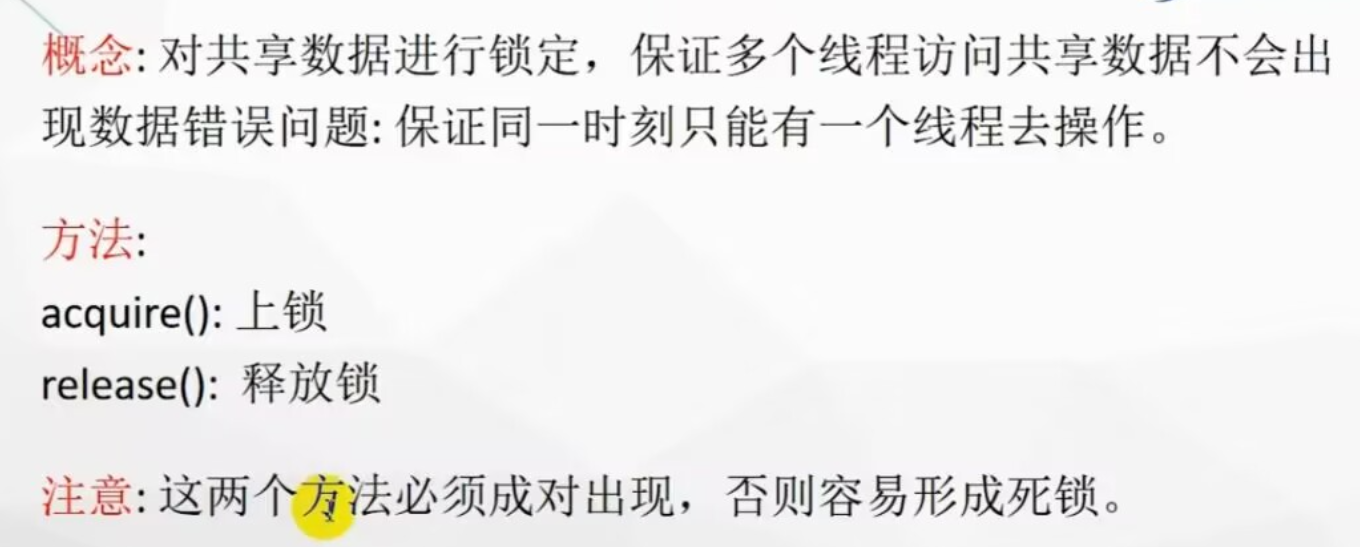 概念: 对共享数据进行锁定，保证多个线程访问共享数据不会出
现数据错误问题: 保证同一时刻只能有一个线程去操作。
方法:
acquire(): 上锁
release(): 释放锁
注意: 这两个方法必须成对出现，否则容易形成死锁。